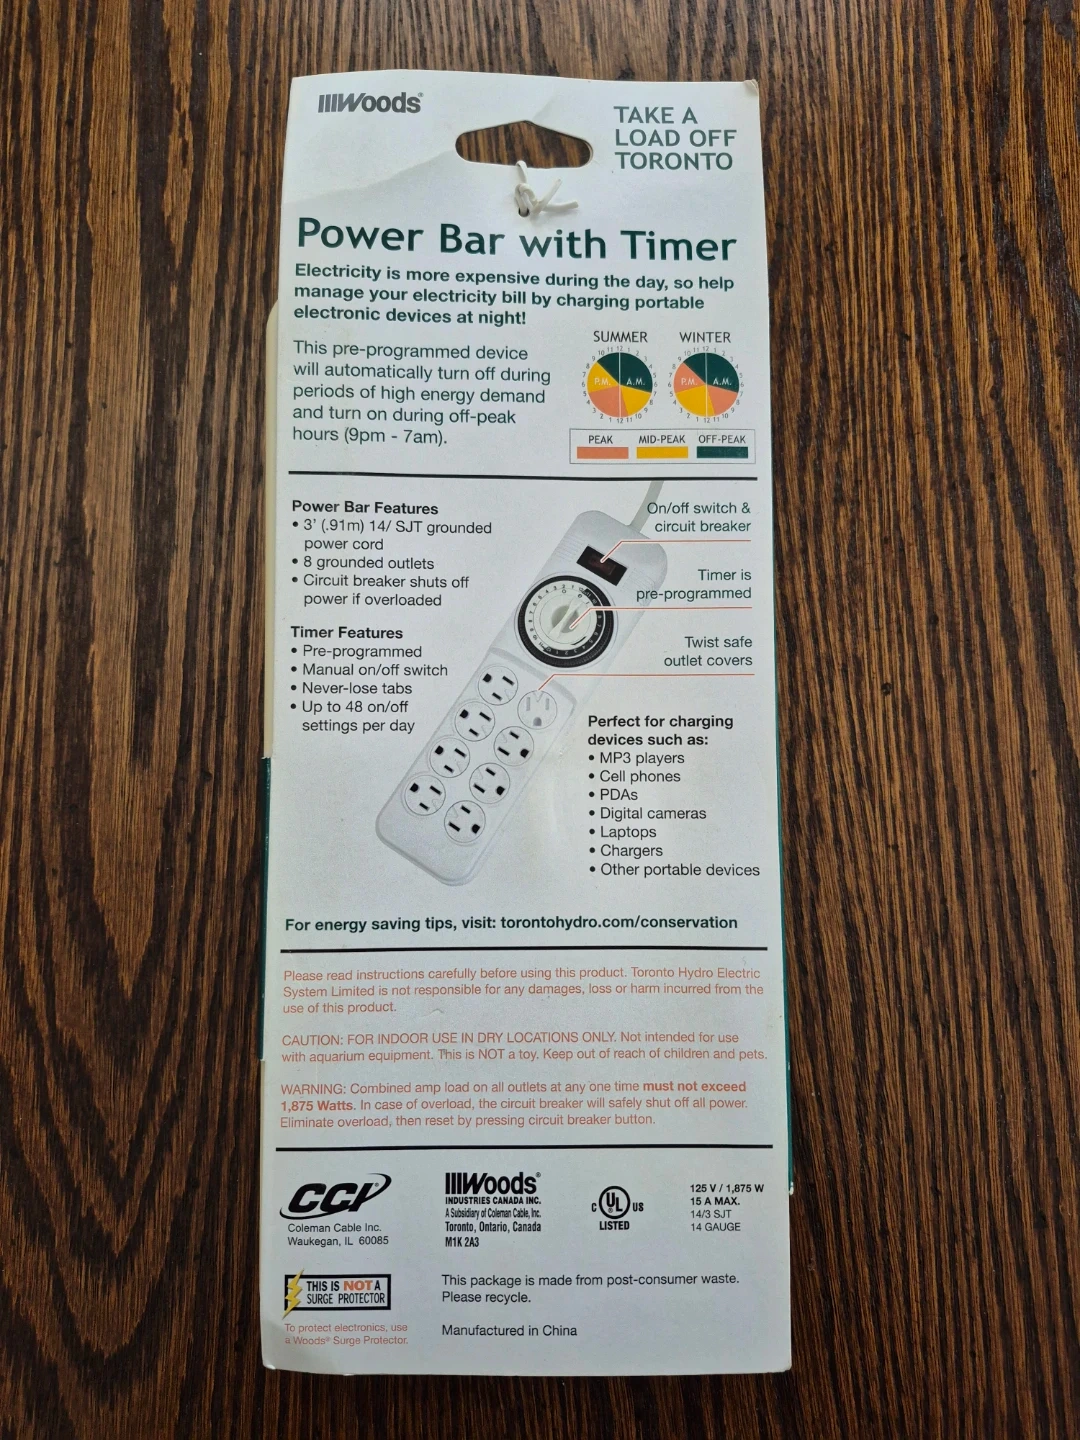 Woods®
TAKE A
LOAD OFF
TORONTO
Power Bar with Timer
Electricity is more expensive during the day, so help
manage your electricity bill by charging portable
electronic devices at night!
This pre-programmed device
will automatically turn off during
periods of high energy demand
and turn on during off-peak
hours (9pm - 7am).
SUMMER
P.M. A.M.
WINTER
P.M. A.M.
PEAK MID-PEAK OFF-PEAK
Power Bar Features
• 3' (.91m) 14/ SJT grounded
power cord
• 8 grounded outlets
• Circuit breaker shuts off
power if overloaded
Timer Features
• Pre-programmed
• Manual on/off switch
• Never-lose tabs
• Up to 48 on/off
settings per day
On/off switch &
circuit breaker
Timer is
pre-programmed
Twist safe
outlet covers
Perfect for charging
devices such as:
• MP3 players
• Cell phones
• PDAs
• Digital cameras
• Laptops
• Chargers
• Other portable devices
For energy saving tips, visit: torontohydro.com/conservation
Please read instructions carefully before using this product. Toronto Hydro Electric
System Limited is not responsible for any damages, loss or harm incurred from the
use of this product.
CAUTION: FOR INDOOR USE IN DRY LOCATIONS ONLY. Not intended for use
with aquarium equipment. This is NOT a toy. Keep out of reach of children and pets.
WARNING: Combined amp load on all outlets at any one time must not exceed
1,875 Watts. In case of overload, the circuit breaker will safely shut off all power.
Eliminate overload, then reset by pressing circuit breaker button.
CCI®
Coleman Cable Inc.
Waukegan, IL 60085
Woods®
INDUSTRIES CANADA INC.
A Subsidiary of Coleman Cable, Inc.
Toronto, Ontario, Canada
M1K 2A3
C UL® US
LISTED
125 V / 1,875 W
15 A MAX.
14/3 SJT
14 GAUGE
THIS IS NOT A
SURGE PROTECTOR
To protect electronics, use
a Woods® Surge Protector.
This package is made from post-consumer waste.
Please recycle.
Manufactured in China